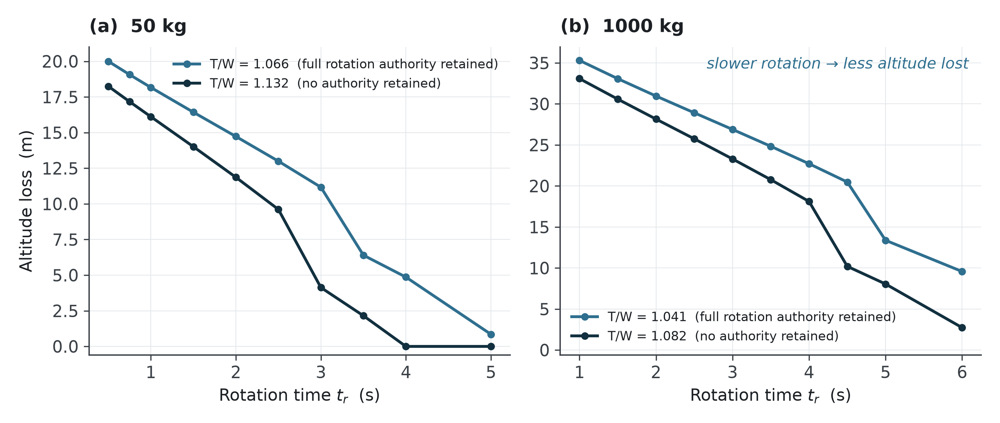 (a)  50 kg
20.0
17.5
15.0
12.5
10.0
7.5
5.0
2.5
0.0
Altitude loss (m)
T/W = 1.066 (full rotation authority retained)
T/W = 1.132 (no authority retained)
1 2 3 4 5
Rotation time tr (s)
(b)  1000 kg
35
30
25
20
15
10
5
0
slower rotation → less altitude lost
T/W = 1.041 (full rotation authority retained)
T/W = 1.082 (no authority retained)
1 2 3 4 5 6
Rotation time tr (s)